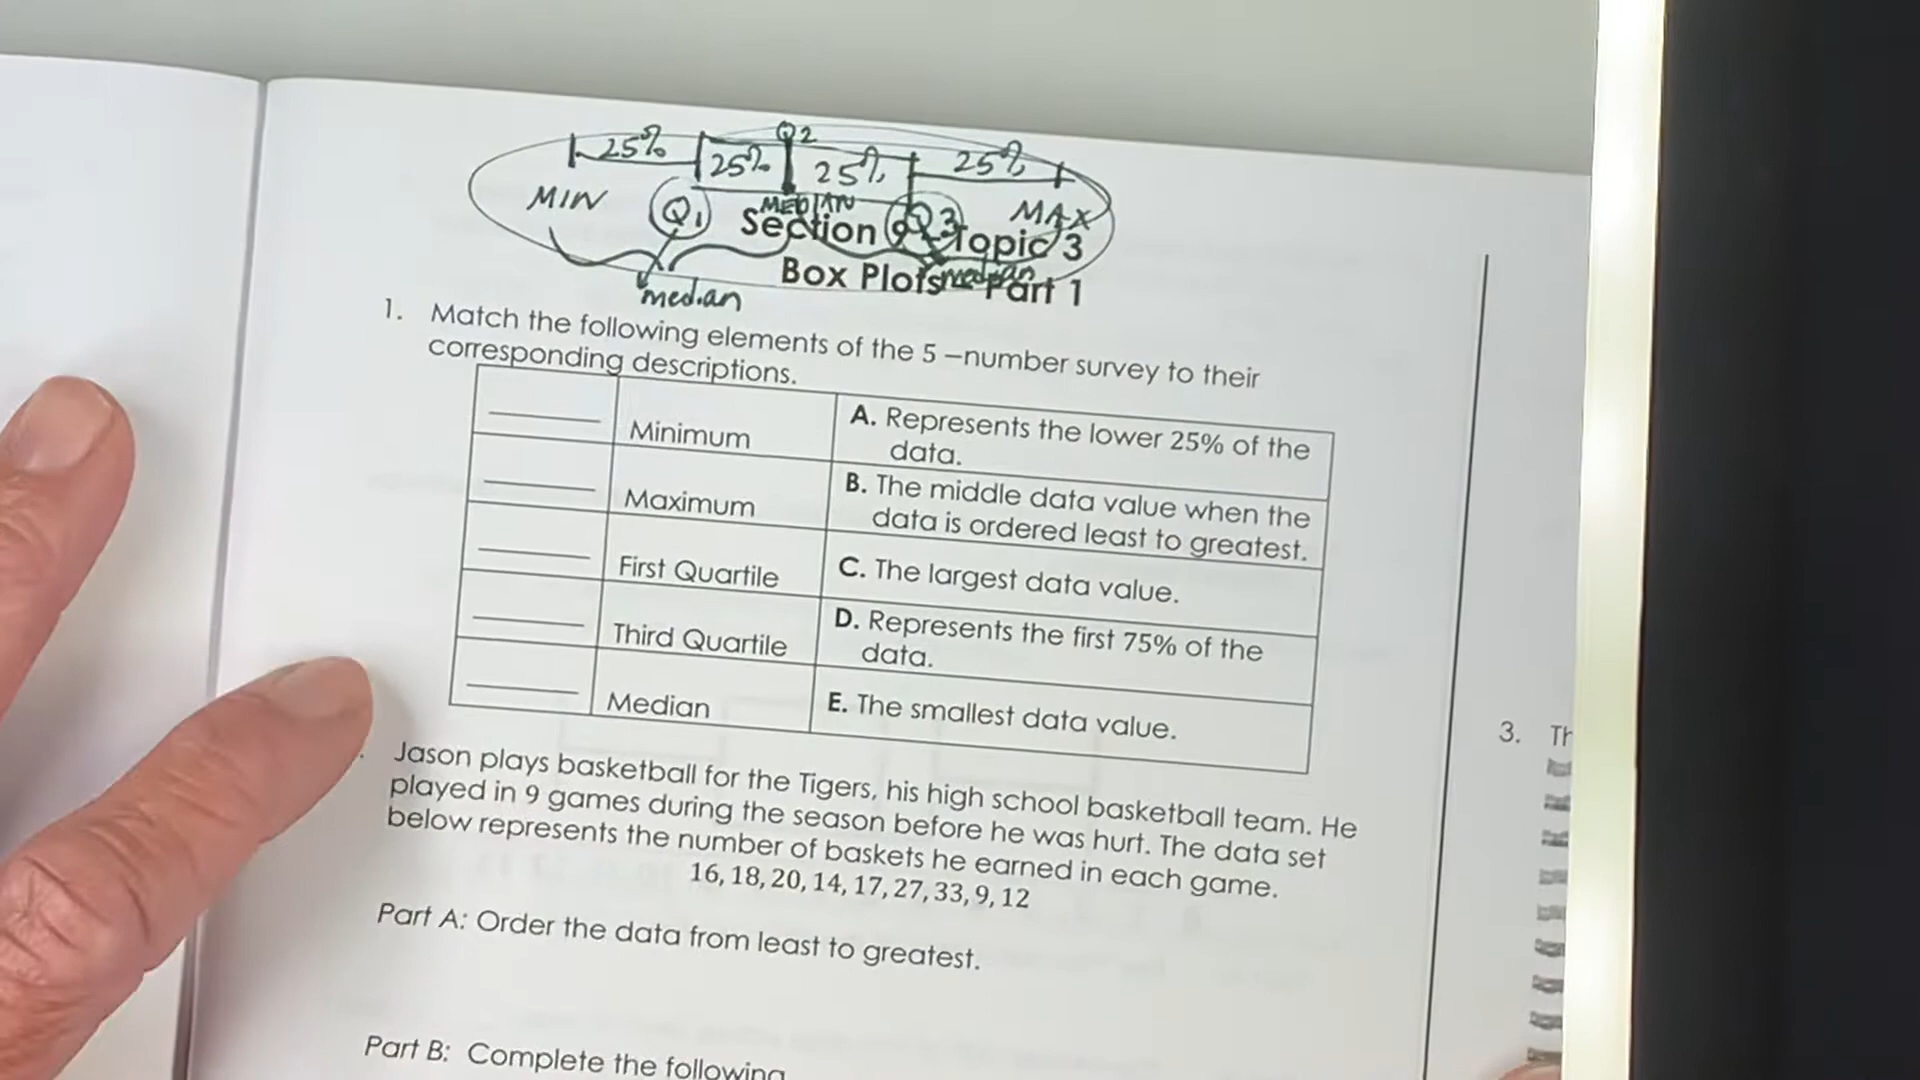 Q2
25% 25% 25% 25%
MIN Q1 MEDIAN Q3 MAX
Section 9 Topic 3
Box Plots – Part 1
median median
1. Match the following elements of the 5 –number survey to their
corresponding descriptions.
Minimum A. Represents the lower 25% of the
data.
Maximum B. The middle data value when the
data is ordered least to greatest.
First Quartile C. The largest data value.
Third Quartile D. Represents the first 75% of the
data.
Median E. The smallest data value.
Jason plays basketball for the Tigers, his high school basketball team. He
played in 9 games during the season before he was hurt. The data set
below represents the number of baskets he earned in each game.
16, 18, 20, 14, 17, 27, 33, 9, 12
Part A: Order the data from least to greatest.
Part B: Complete the following
3. Th